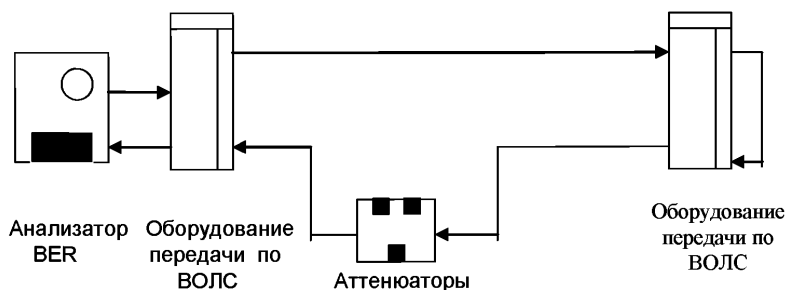 Анализатор
BER
Оборудование
передачи по
ВОЛС
Аттенюаторы
Оборудование
передачи по
ВОЛС